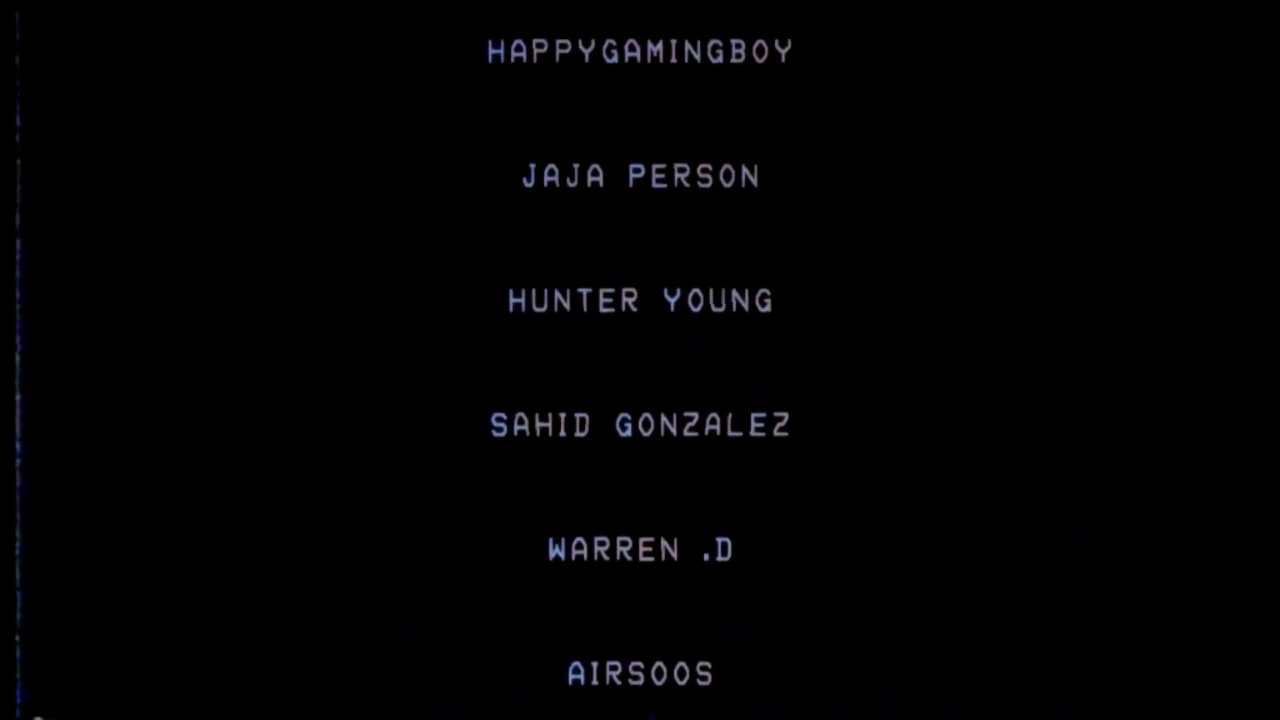 HAPPYGAMINGBOY
JAJA PERSON
HUNTER YOUNG
SAHID GONZALEZ
WARREN .D
AIRSOOS